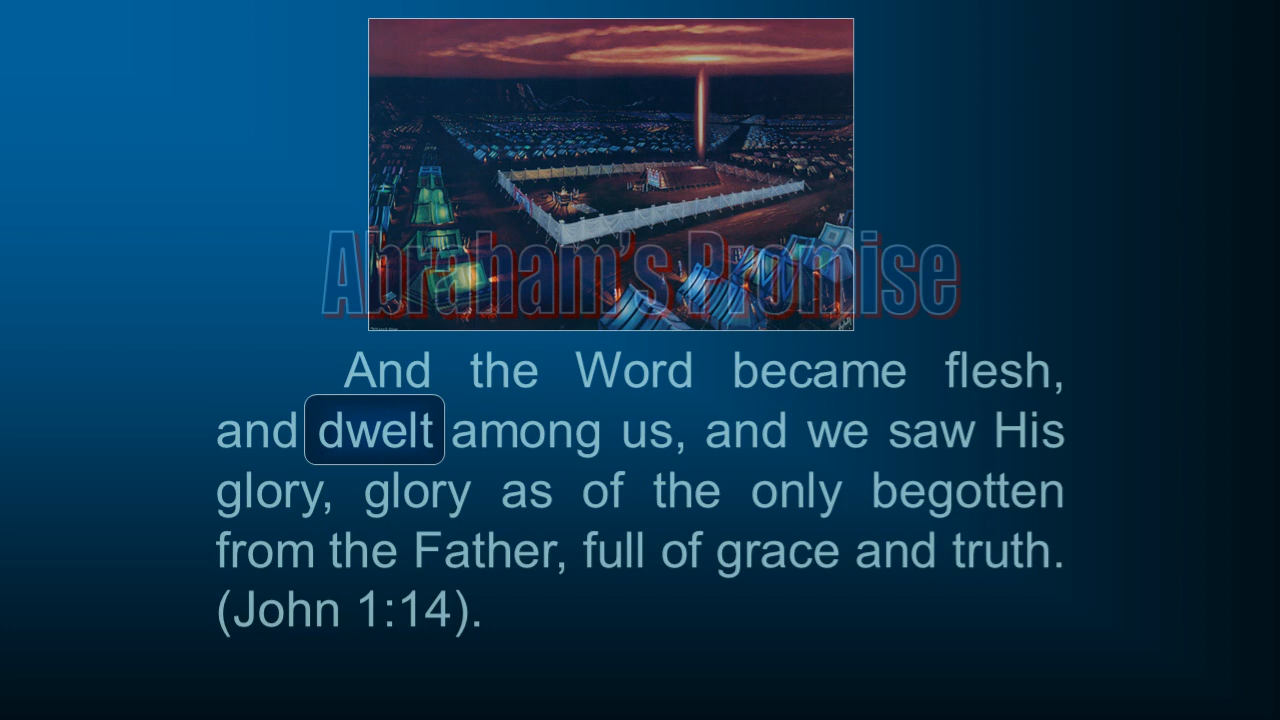 Abraham's Promise
And the Word became flesh,
and dwelt among us, and we saw His
glory, glory as of the only begotten
from the Father, full of grace and truth.
(John 1:14).